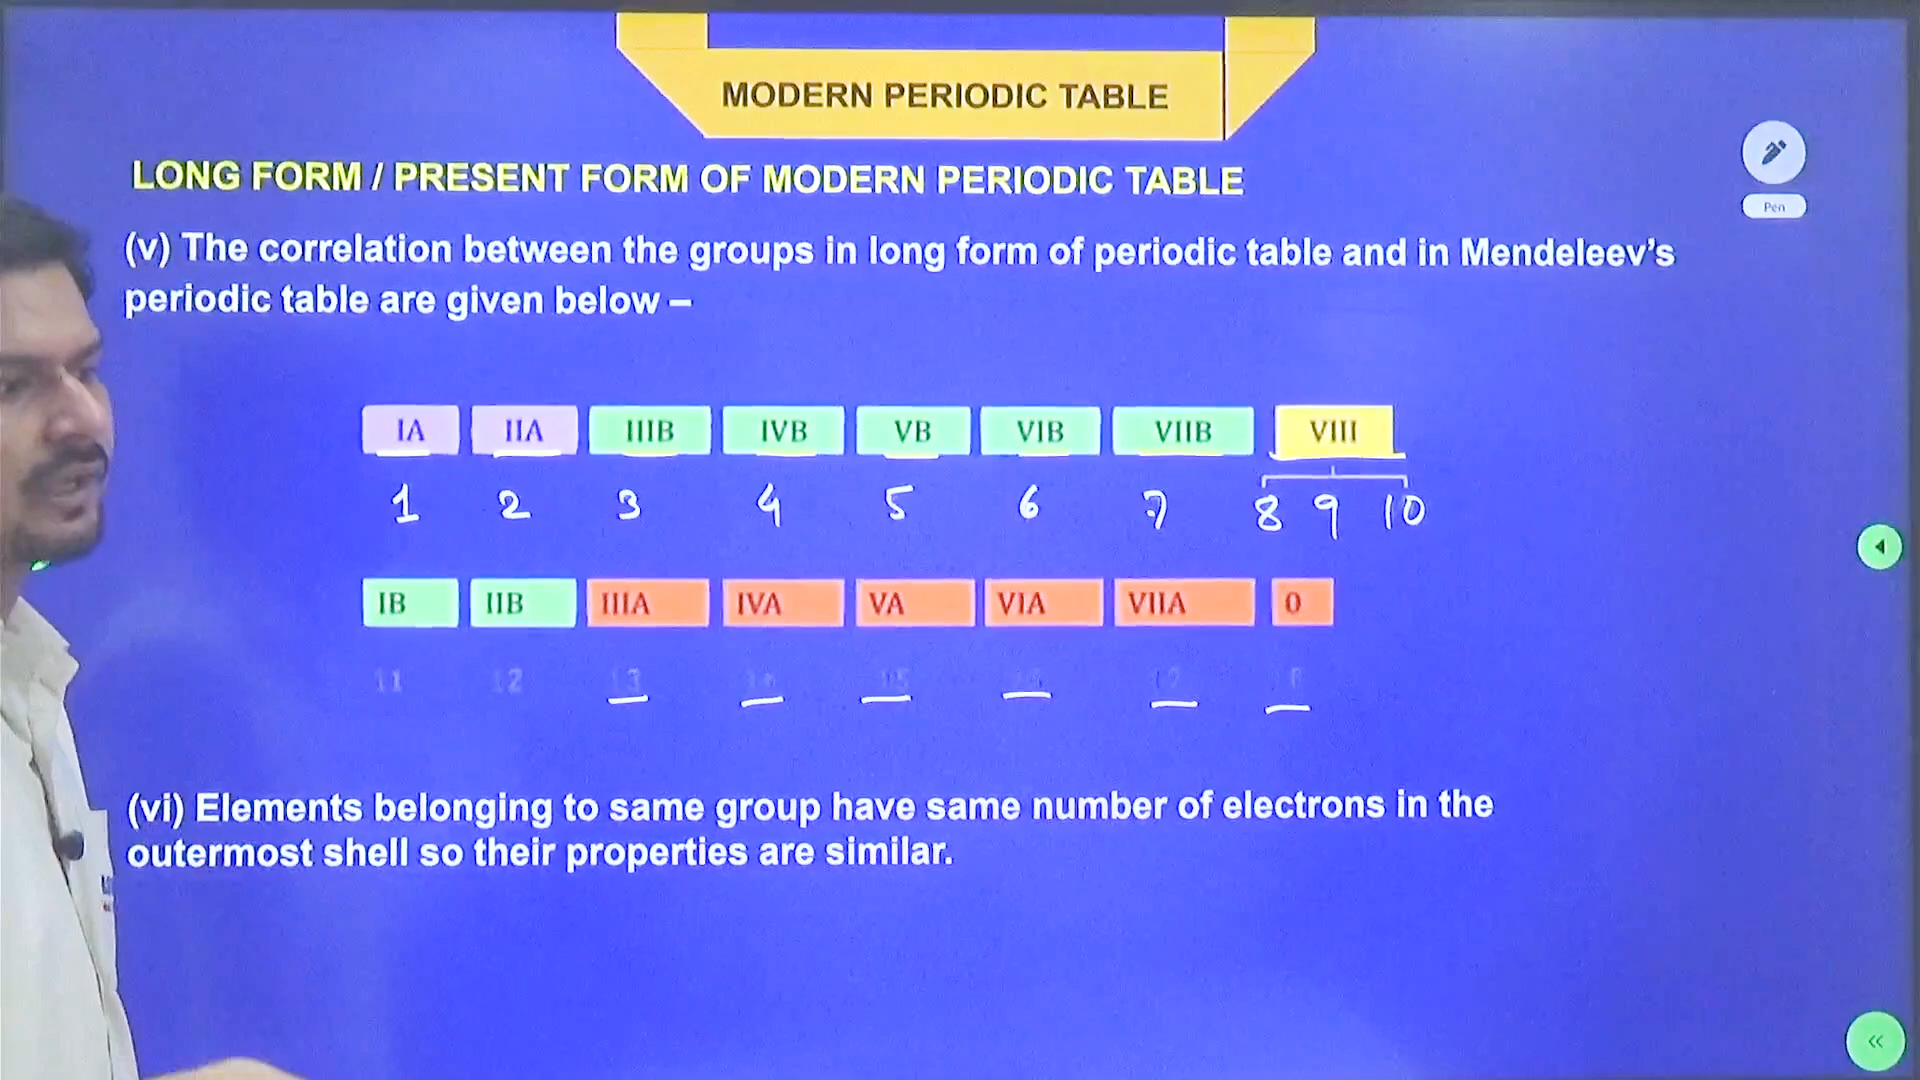 MODERN PERIODIC TABLE
Pen
LONG FORM / PRESENT FORM OF MODERN PERIODIC TABLE
(v) The correlation between the groups in long form of periodic table and in Mendeleev’s
periodic table are given below –
IA IIA IIIB IVB VB VIB VIIB VIII
1 2 3 4 5 6 7 8 9 10
IB IIB IIIA IVA VA VIA VIIA 0
11 12 13 15
(vi) Elements belonging to same group have same number of electrons in the
outermost shell so their properties are similar.